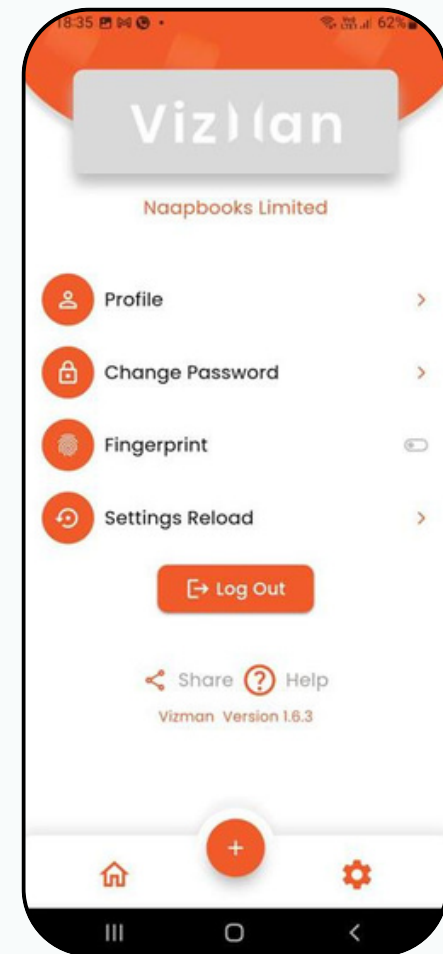 18:35 62%
VizMan
Naapbooks Limited
Profile
Change Password
Fingerprint
Settings Reload
Log Out
Share Help
Vizman Version 1.6.3